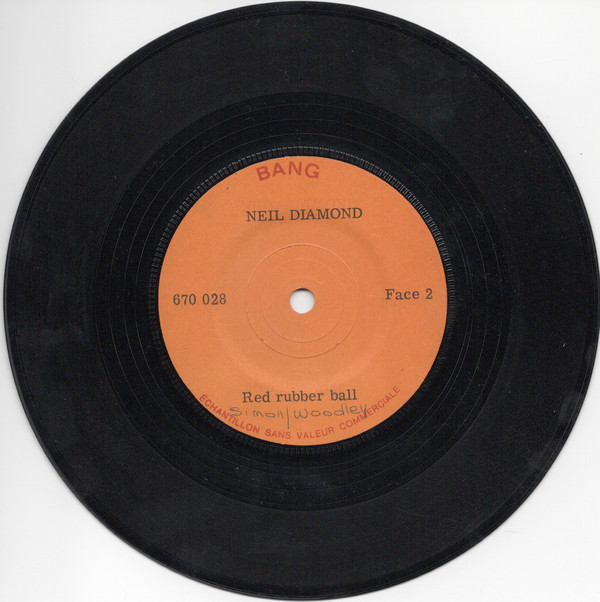 BANG
NEIL DIAMOND
670 028
Face 2
Red rubber ball
Simon/Woodley
ECHANTILLON SANS VALEUR COMMERCIALE